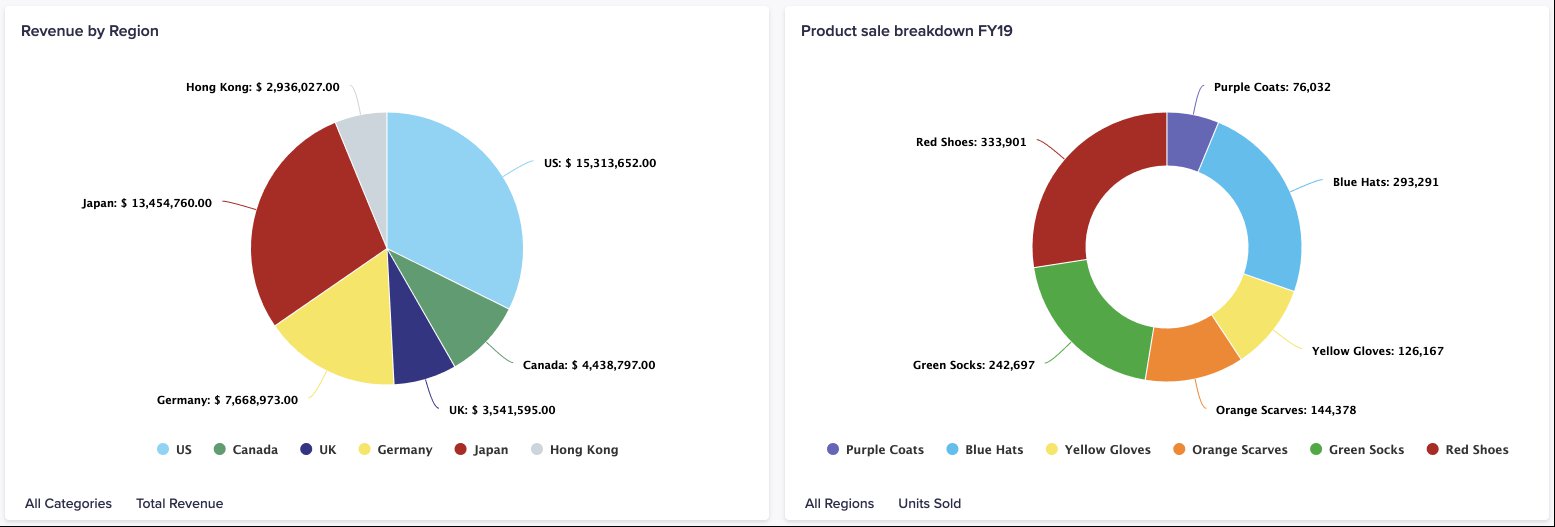 Revenue by Region
Hong Kong: $ 2,936,027.00
US: $ 15,313,652.00
Japan: $ 13,454,760.00
Canada: $ 4,438,797.00
Germany: $ 7,668,973.00
UK: $ 3,541,595.00
US Canada UK Germany Japan Hong Kong
All Categories Total Revenue
Product sale breakdown FY19
Purple Coats: 76,032
Red Shoes: 333,901
Blue Hats: 293,291
Yellow Gloves: 126,167
Green Socks: 242,697
Orange Scarves: 144,378
Purple Coats Blue Hats Yellow Gloves Orange Scarves Green Socks Red Shoes
All Regions Units Sold